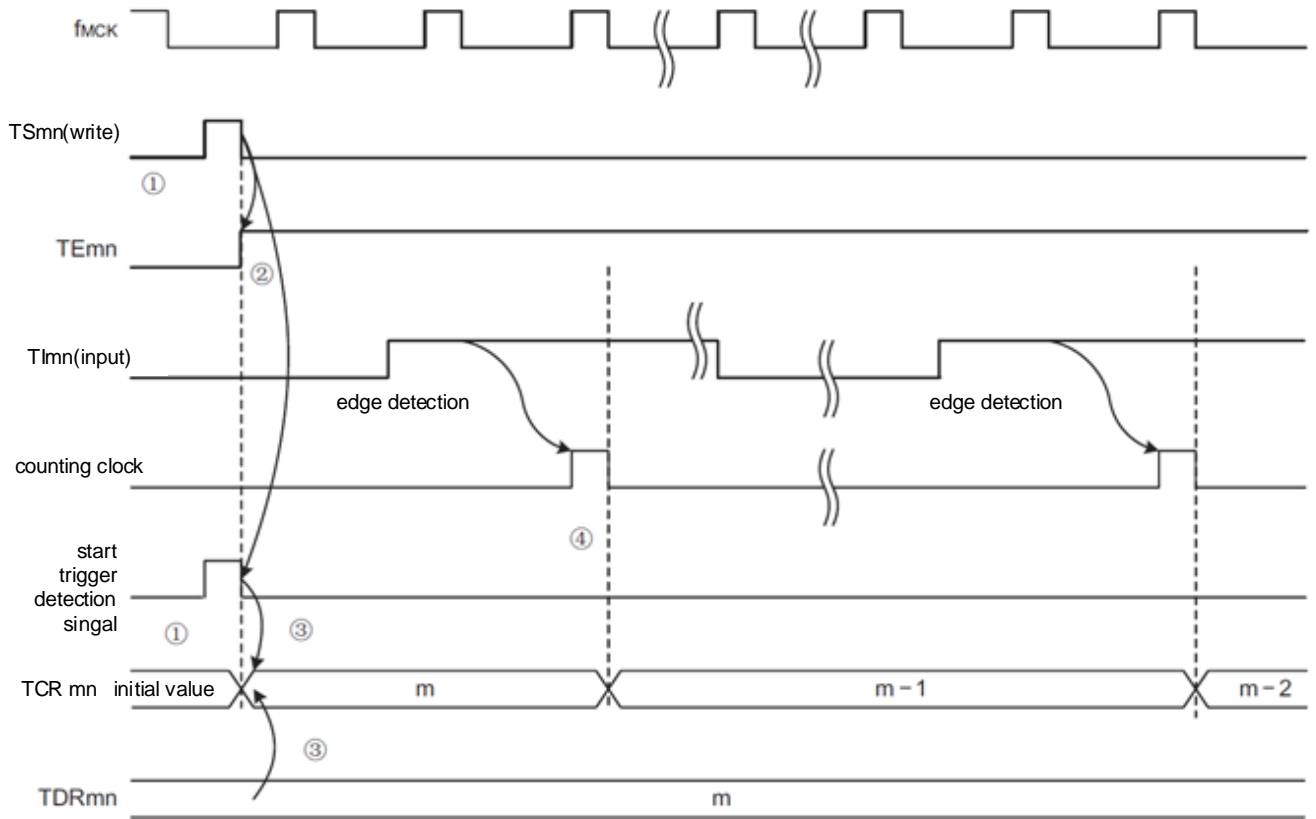 fMCK
TSmn(write)
①
TEmn
②
TImn(input)
edge detection
edge detection
counting clock
④
start
trigger
detection
singal
①
③
TCR mn initial value
m
m − 1
m − 2
③
TDRmn
m